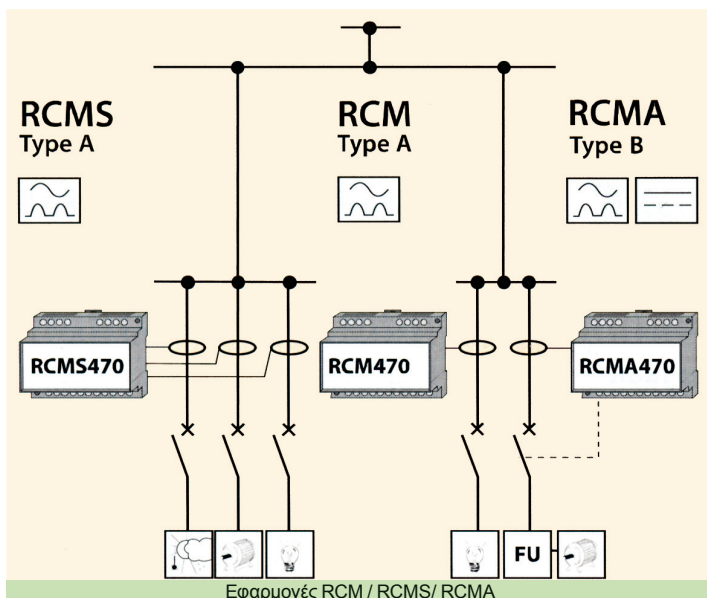 RCMS
Type A
RCM
Type A
RCMA
Type B
RCMS470
RCM470
RCMA470
FU
Εφαρμογές RCM / RCMS/ RCMA